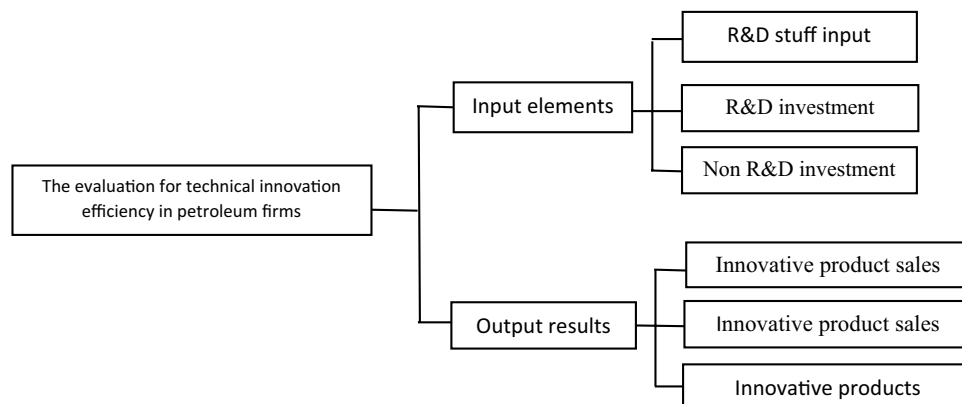 The evaluation for technical innovation
efficiency in petroleum firms
Input elements
R&D stuff input
R&D investment
Non R&D investment
Output results
Innovative product sales
Innovative product sales
Innovative products